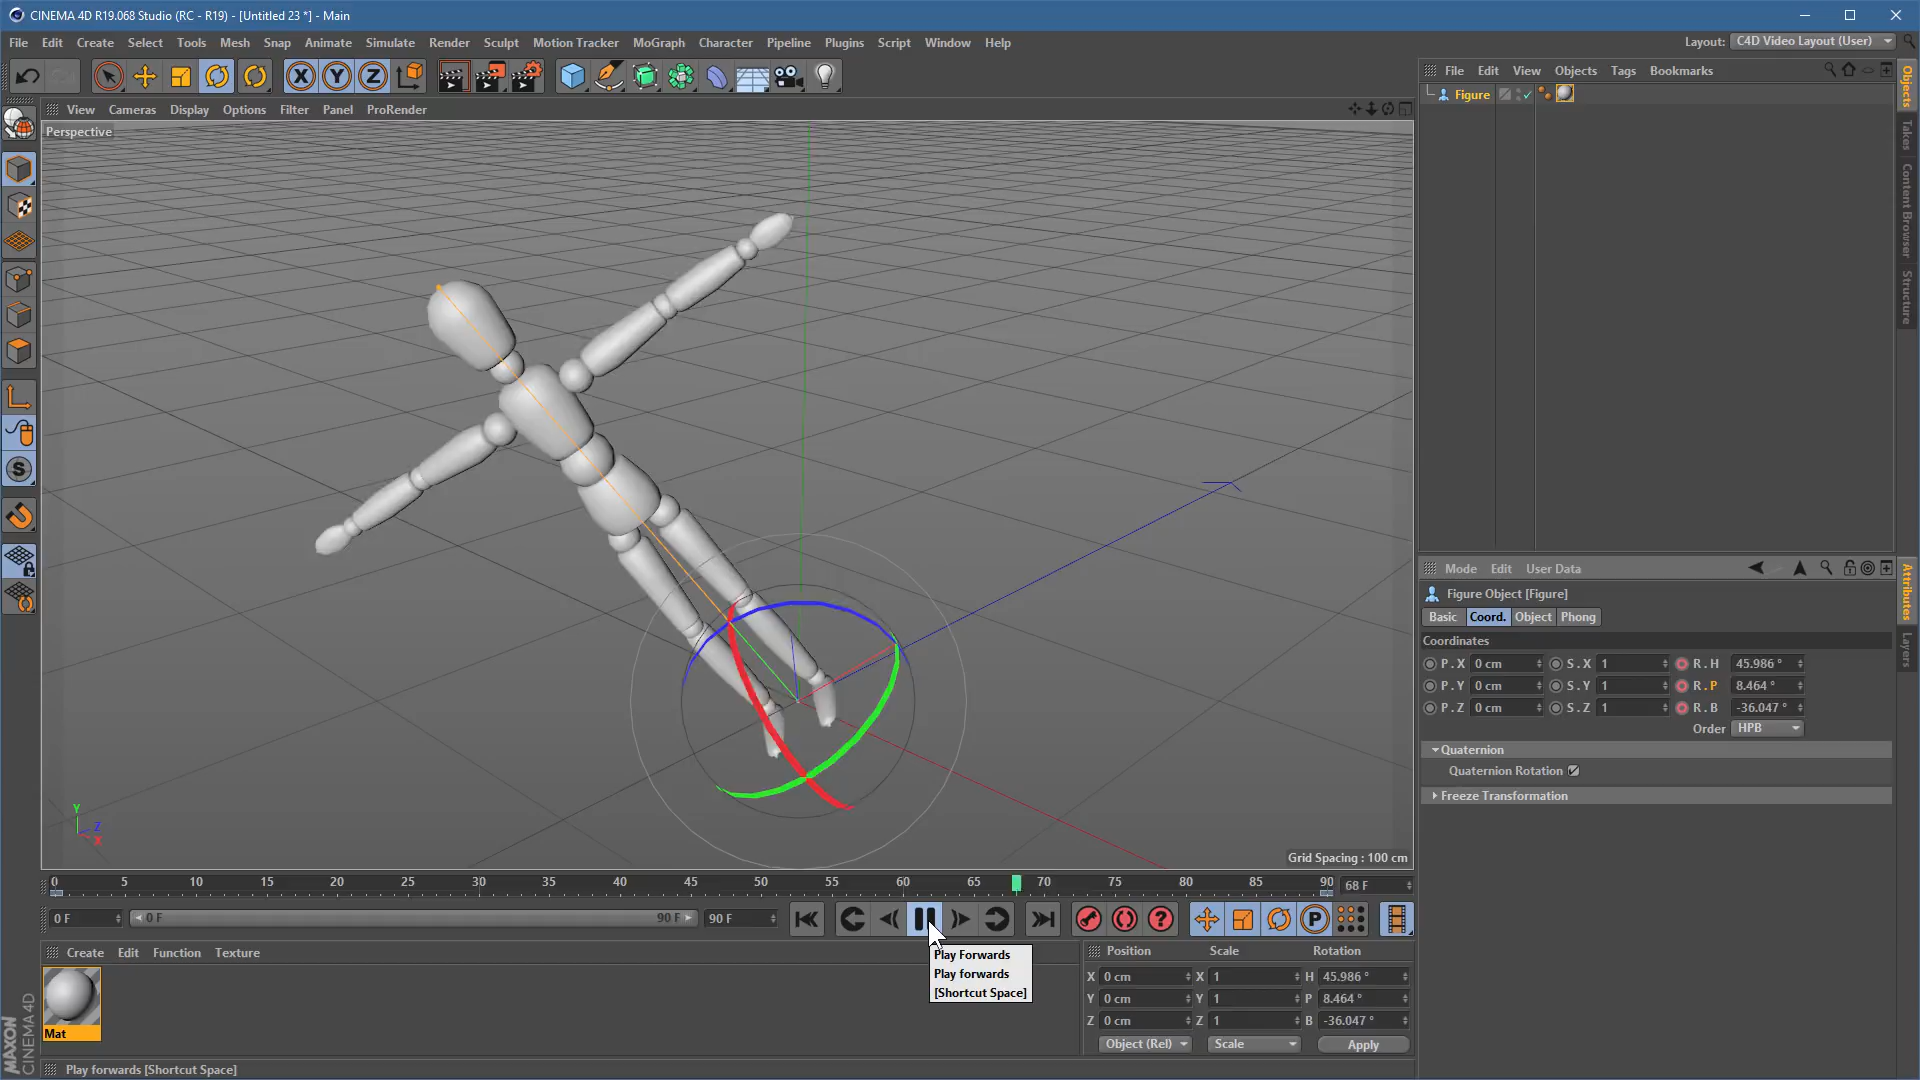 CINEMA 4D R19.068 Studio (RC - R19) - [Untitled 23 *] - Main
File Edit Create Select Tools Mesh Snap Animate Simulate Render Sculpt Motion Tracker MoGraph Character Pipeline Plugins Script Window Help
Layout: C4D Video Layout (User)
X Y Z
File Edit View Objects Tags Bookmarks
View Cameras Display Options Filter Panel ProRender
Perspective
Figure
Objects
Takes
Content Browser
Structure
Mode Edit User Data
Figure Object [Figure]
Basic Coord. Object Phong
Coordinates
P . X 0 cm S . X 1 R . H 45.986 °
P . Y 0 cm S . Y 1 R . P 8.464 °
P . Z 0 cm S . Z 1 R . B -36.047 °
Order HPB
Quaternion
Quaternion Rotation
Freeze Transformation
Attributes
Layers
Y
Z
X
Grid Spacing : 100 cm
0 5 10 15 20 25 30 35 40 45 50 55 60 65 70 75 80 85 90 68 F
0 F 0 F 90 F 90 F
? P
S
Play Forwards
Play forwards
[Shortcut Space]
Create Edit Function Texture
Mat
Position Scale Rotation
X 0 cm X 1 H 45.986 °
Y 0 cm Y 1 P 8.464 °
Z 0 cm Z 1 B -36.047 °
Object (Rel) Scale Apply
MAXON
CINEMA 4D
Play forwards [Shortcut Space]